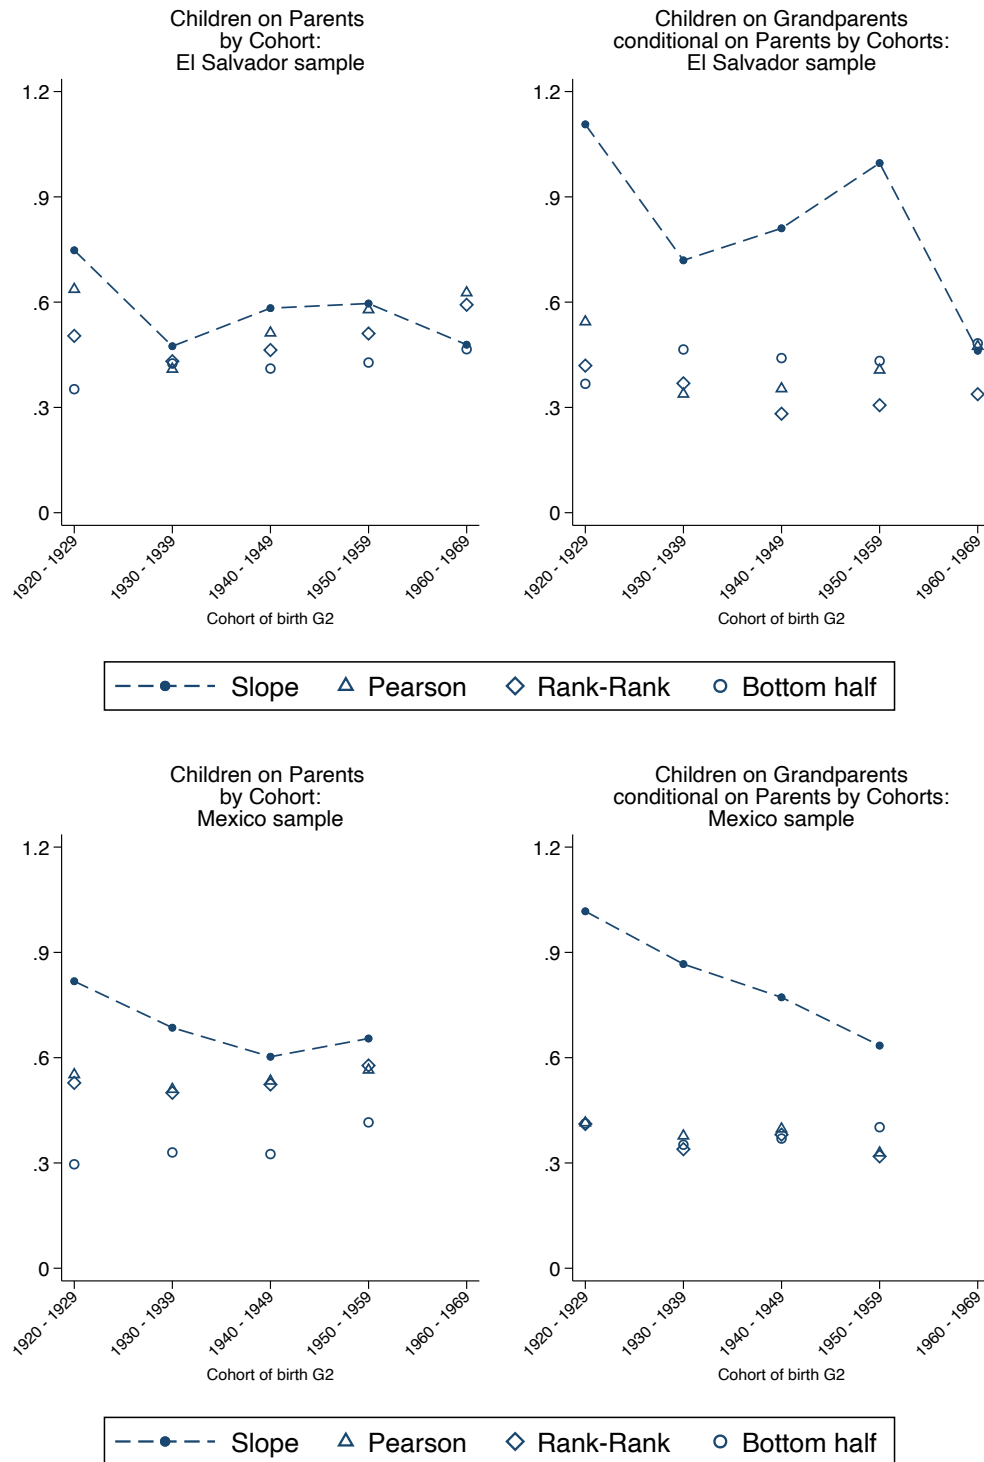 Children on Parents
by Cohort:
El Salvador sample
1.2
.9
.6
.3
0
1920 - 1929
1930 - 1939
1940 - 1949
1950 - 1959
1960 - 1969
Cohort of birth G2
Children on Grandparents
conditional on Parents by Cohorts:
El Salvador sample
1.2
.9
.6
.3
0
1920 - 1929
1930 - 1939
1940 - 1949
1950 - 1959
1960 - 1969
Cohort of birth G2
Slope Pearson Rank-Rank Bottom half
Children on Parents
by Cohort:
Mexico sample
1.2
.9
.6
.3
0
1920 - 1929
1930 - 1939
1940 - 1949
1950 - 1959
1960 - 1969
Cohort of birth G2
Children on Grandparents
conditional on Parents by Cohorts:
Mexico sample
1.2
.9
.6
.3
0
1920 - 1929
1930 - 1939
1940 - 1949
1950 - 1959
1960 - 1969
Cohort of birth G2
Slope Pearson Rank-Rank Bottom half